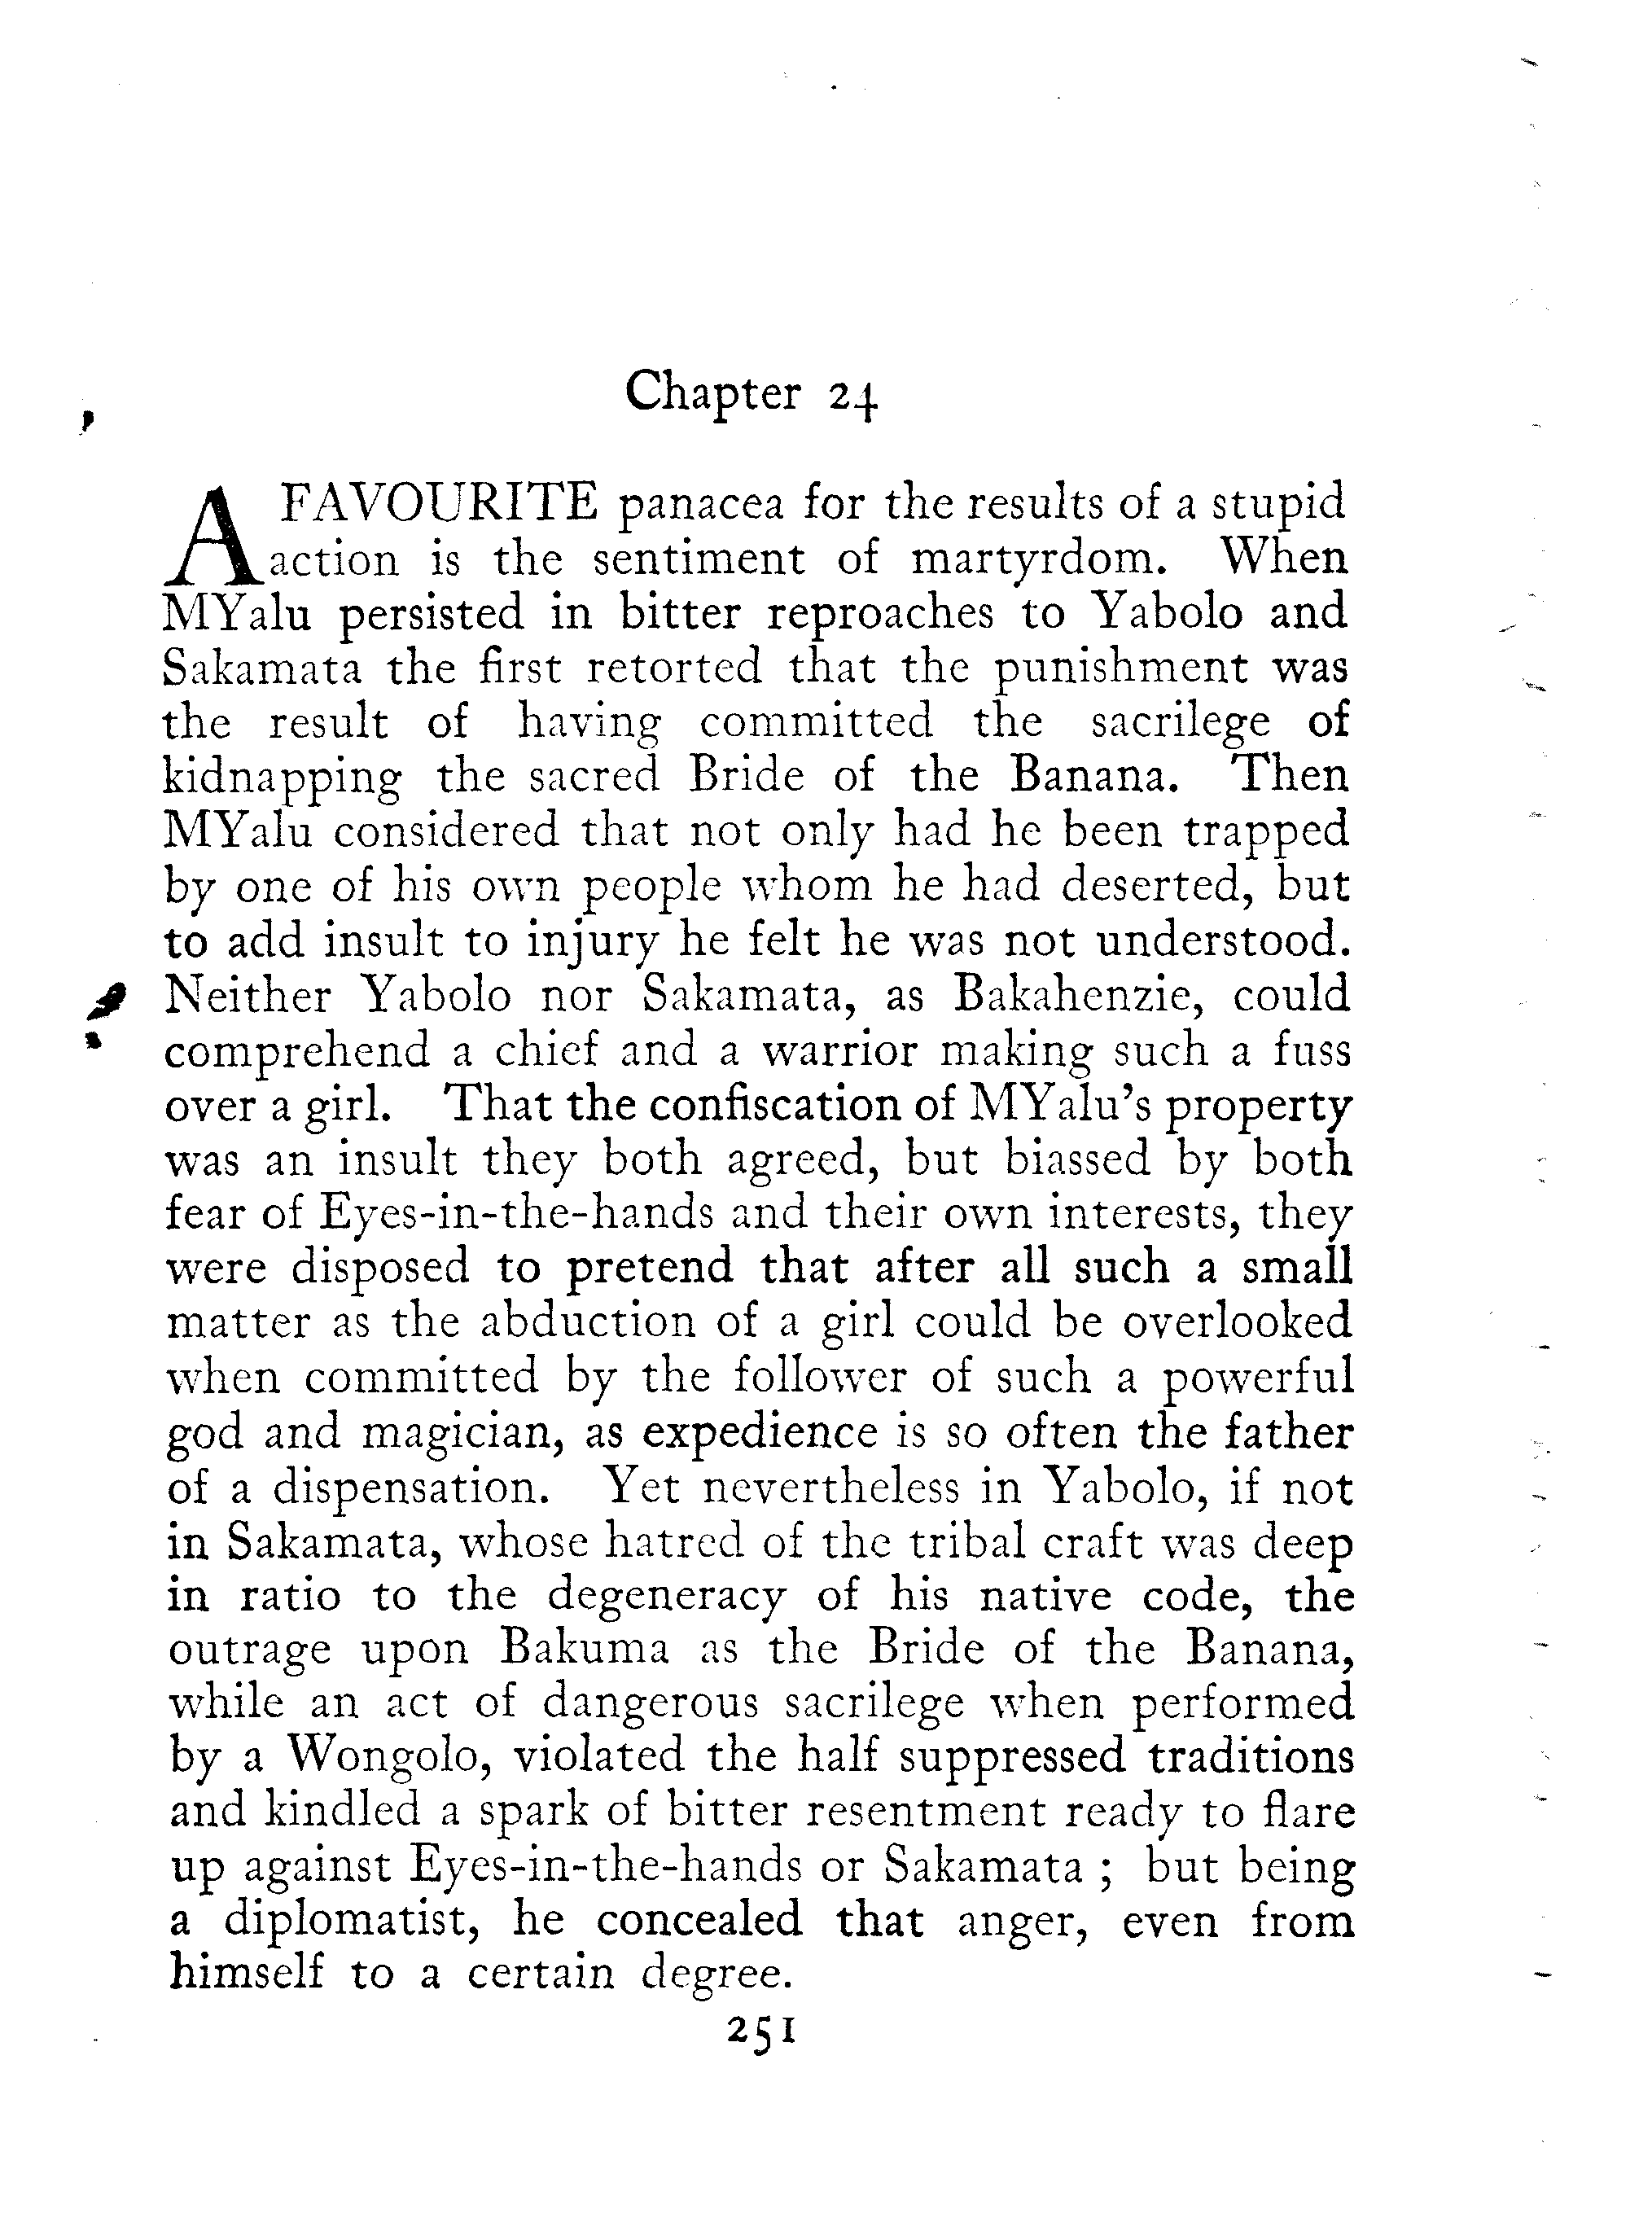 Chapter 24
A FAVOURITE panacea for the results of a stupid
action is the sentiment of martyrdom. When
MYalu persisted in bitter reproaches to Yabolo and
Sakamata the first retorted that the punishment was
the result of having committed the sacrilege of
kidnapping the sacred Bride of the Banana. Then
MYalu considered that not only had he been trapped
by one of his own people whom he had deserted, but
to add insult to injury he felt he was not understood.
Neither Yabolo nor Sakamata, as Bakahenzie, could
comprehend a chief and a warrior making such a fuss
over a girl. That the confiscation of MYalu's property
was an insult they both agreed, but biassed by both
fear of Eyes-in-the-hands and their own interests, they
were disposed to pretend that after all such a small
matter as the abduction of a girl could be overlooked
when committed by the follower of such a powerful
god and magician, as expedience is so often the father
of a dispensation. Yet nevertheless in Yabolo, if not
in Sakamata, whose hatred of the tribal craft was deep
in ratio to the degeneracy of his native code, the
outrage upon Bakuma as the Bride of the Banana,
while an act of dangerous sacrilege when performed
by a Wongolo, violated the half suppressed traditions
and kindled a spark of bitter resentment ready to flare
up against Eyes-in-the-hands or Sakamata ; but being
a diplomatist, he concealed that anger, even from
himself to a certain degree.
251